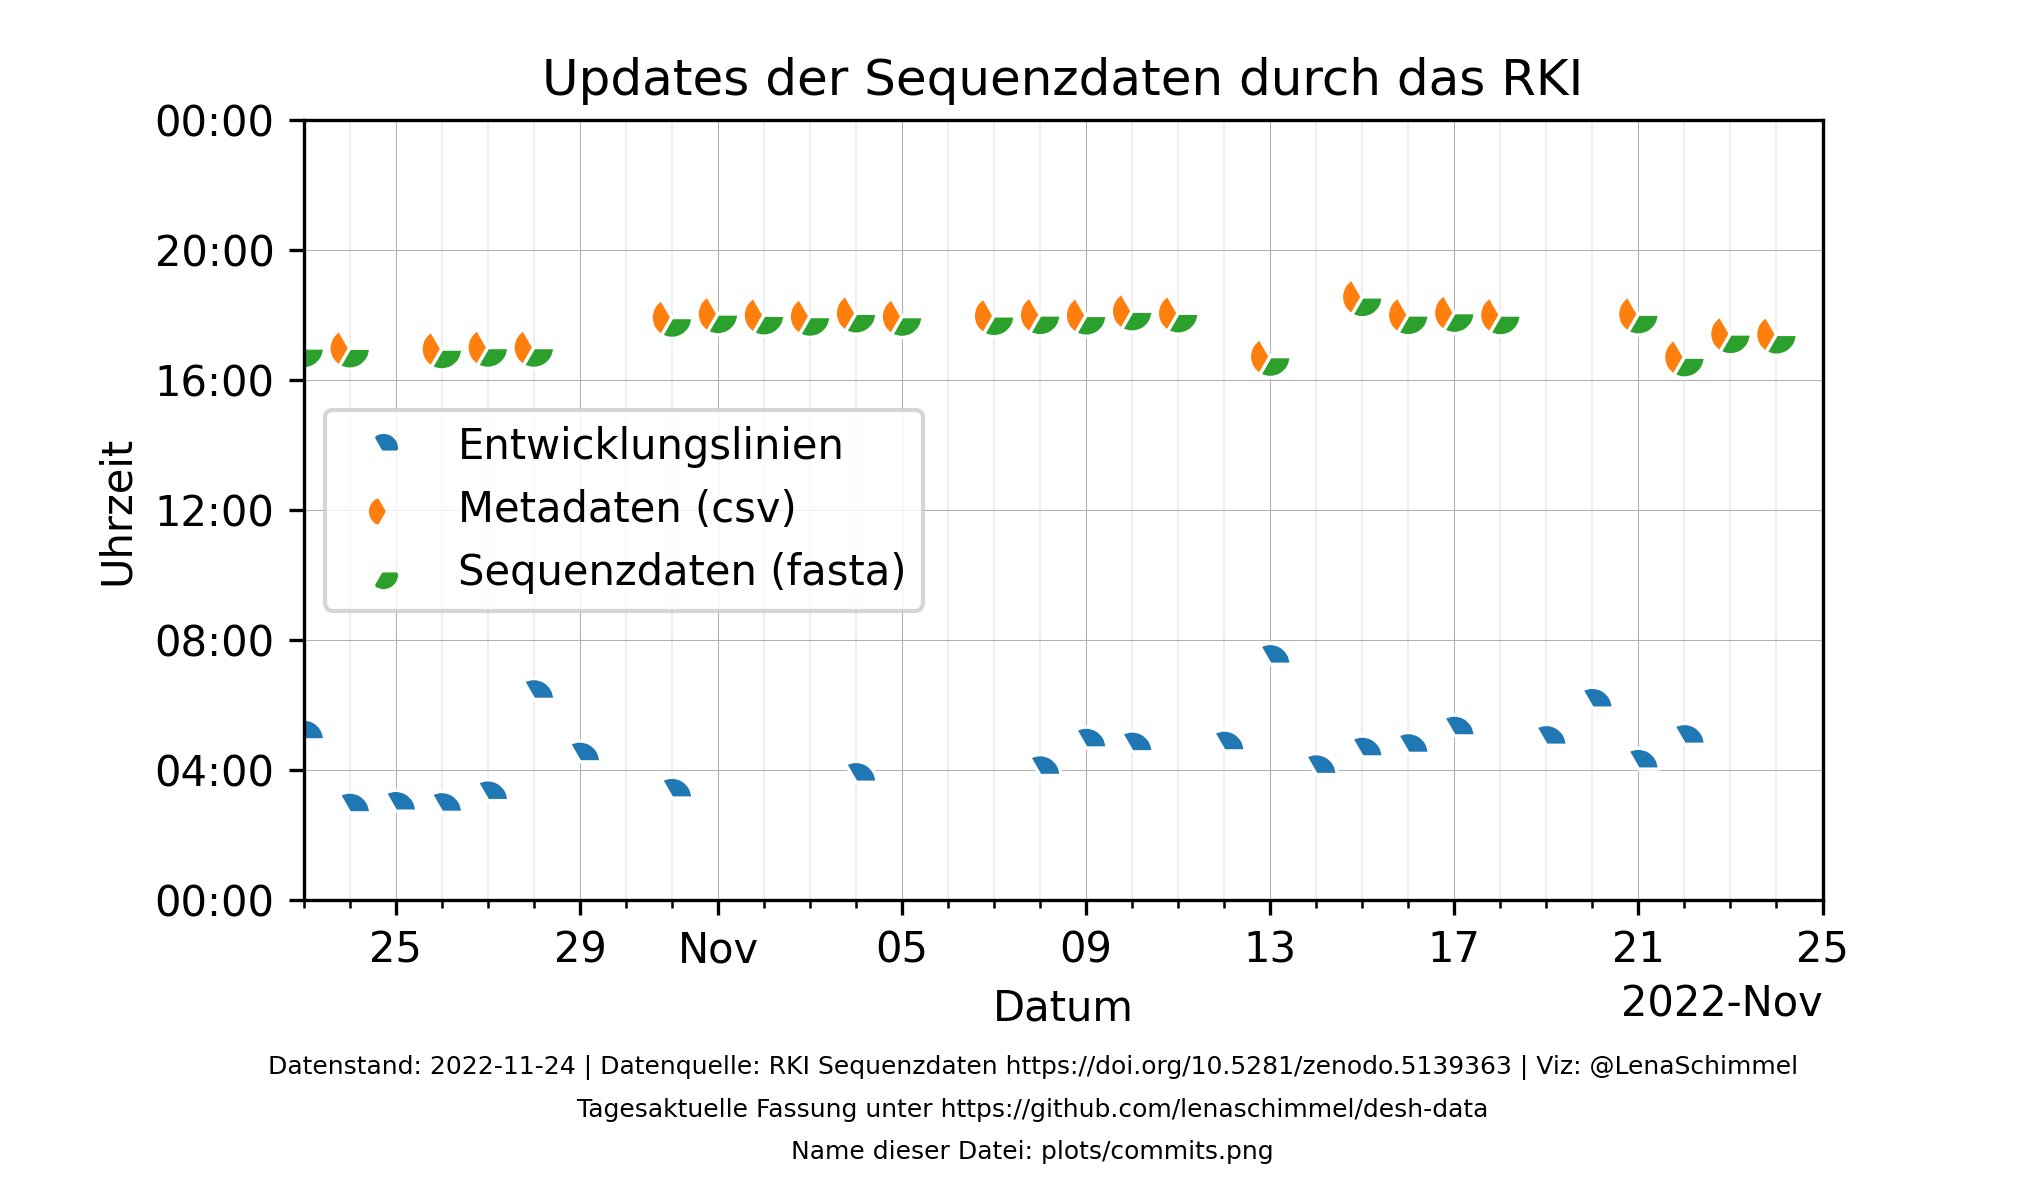 Updates der Sequenzdaten durch das RKI
00:00
20:00
16:00
12:00
08:00
04:00
00:00
Uhrzeit
Entwicklungslinien
Metadaten (csv)
Sequenzdaten (fasta)
25 29 Nov 05 09 13 17 21 25
Datum
2022-Nov
Datenstand: 2022-11-24 | Datenquelle: RKI Sequenzdaten https://doi.org/10.5281/zenodo.5139363 | Viz: @LenaSchimmel
Tagesaktuelle Fassung unter https://github.com/lenaschimmel/desh-data
Name dieser Datei: plots/commits.png